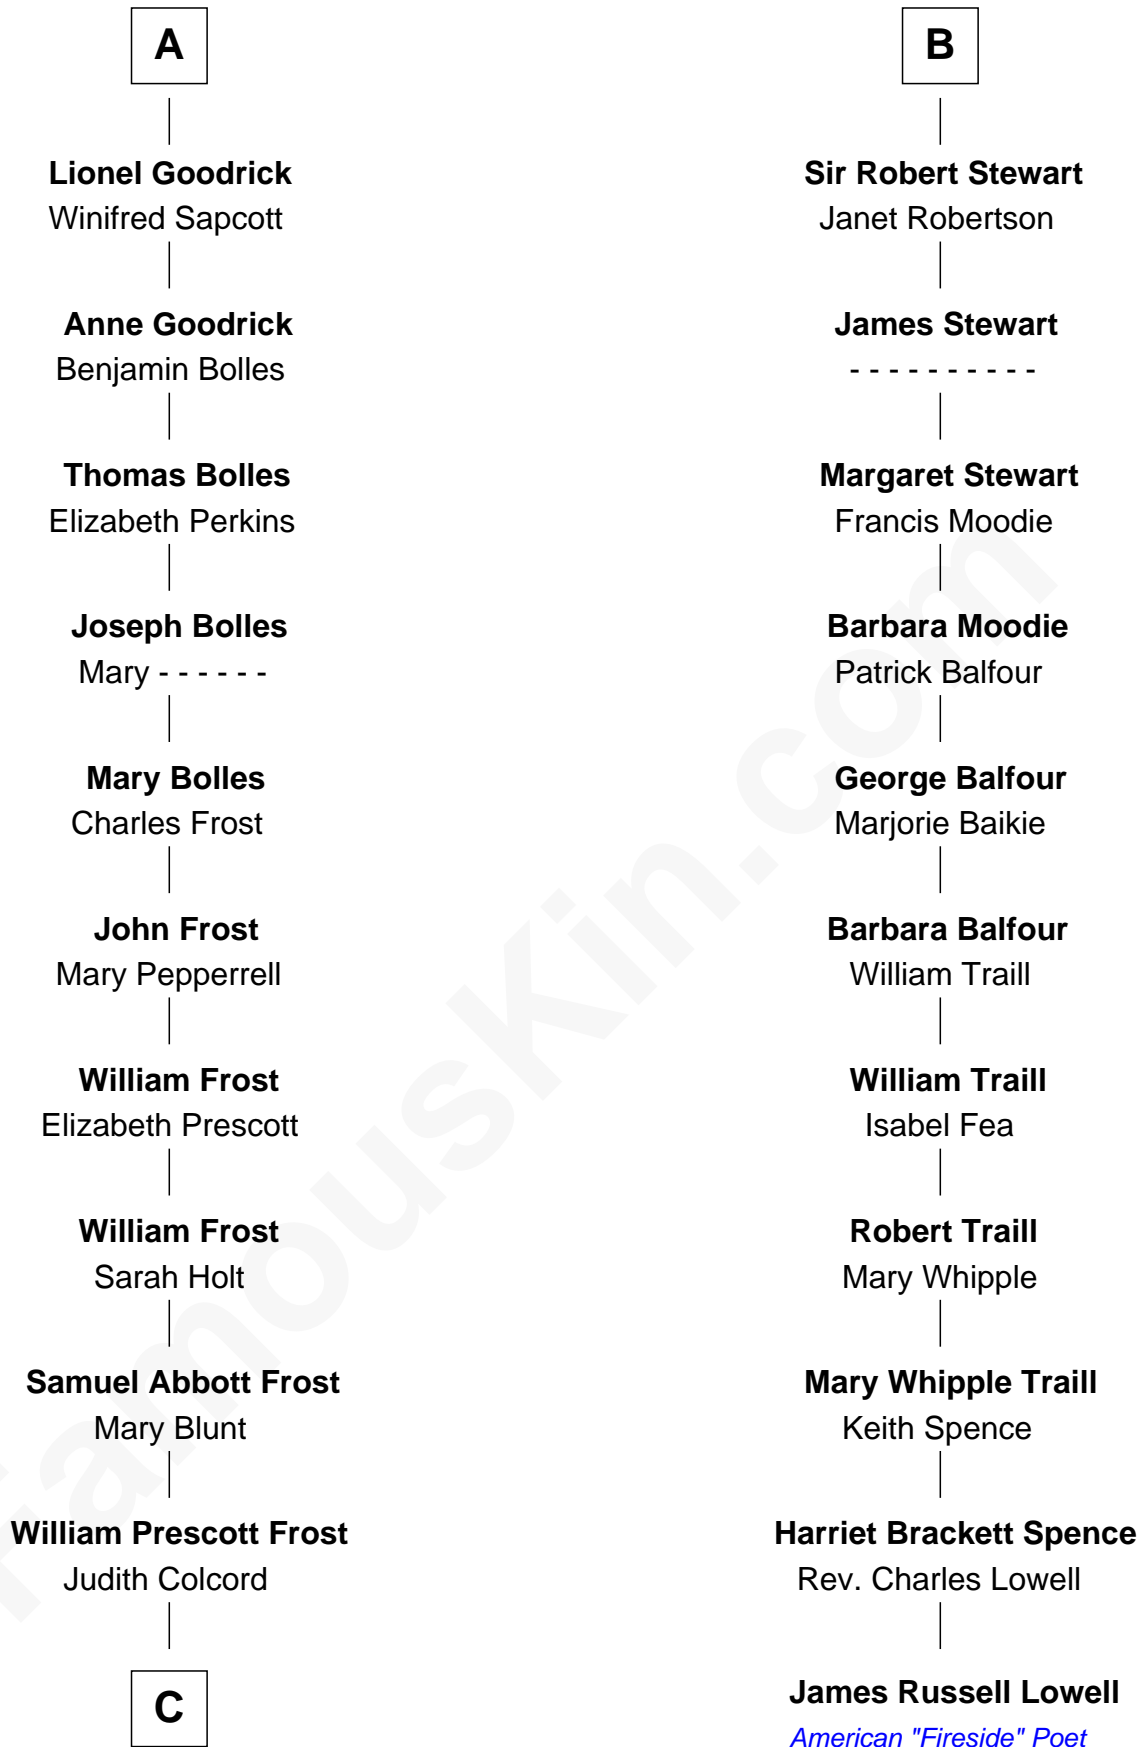 A
Lionel Goodrick
Winifred Sapcott
Anne Goodrick
Benjamin Bolles
Thomas Bolles
Elizabeth Perkins
Joseph Bolles
Mary - - - - - -
Mary Bolles
Charles Frost
John Frost
Mary Pepperrell
William Frost
Elizabeth Prescott
William Frost
Sarah Holt
Samuel Abbott Frost
Mary Blunt
William Prescott Frost
Judith Colcord
C
B
Sir Robert Stewart
Janet Robertson
James Stewart
- - - - - - - - - -
Margaret Stewart
Francis Moodie
Barbara Moodie
Patrick Balfour
George Balfour
Marjorie Baikie
Barbara Balfour
William Traill
William Traill
Isabel Fea
Robert Traill
Mary Whipple
Mary Whipple Traill
Keith Spence
Harriet Brackett Spence
Rev. Charles Lowell
James Russell Lowell
American "Fireside" Poet
FamousKin.com